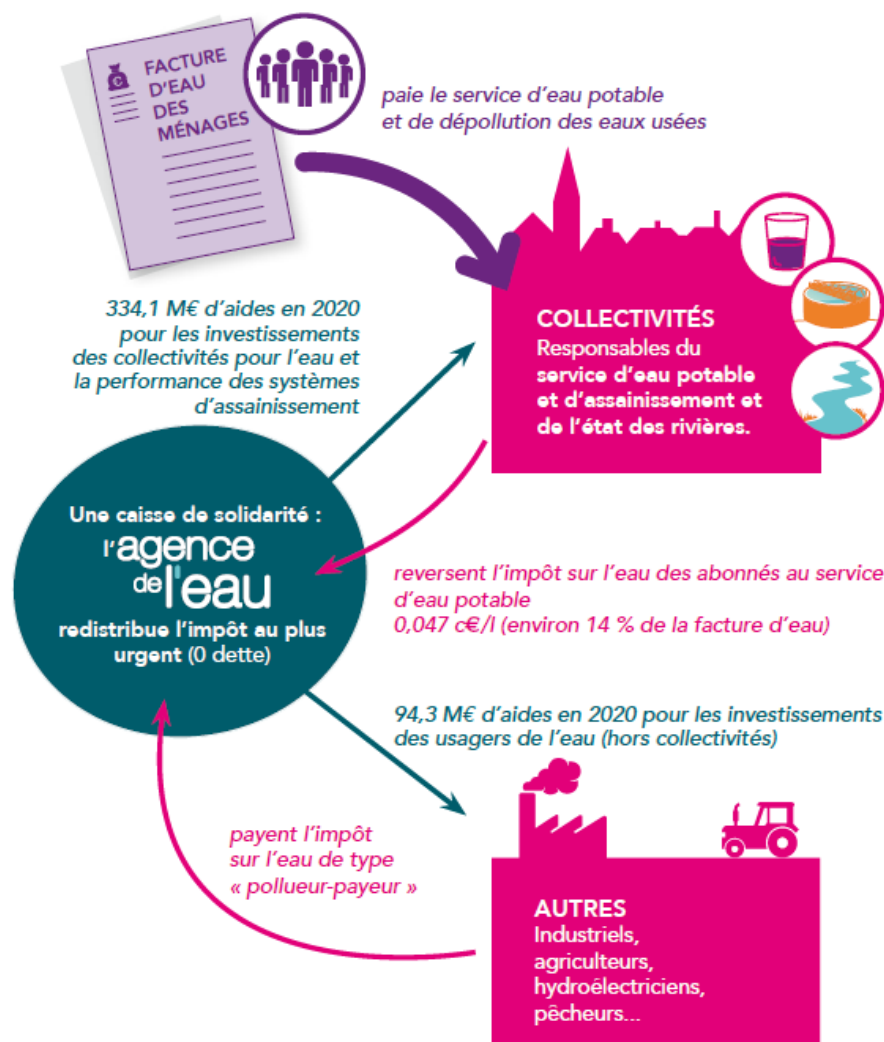 FACTURE
D'EAU
DES
MÉNAGES
paie le service d'eau potable
et de dépollution des eaux usées
334,1 M€ d'aides en 2020
pour les investissements
des collectivités pour l'eau et
la performance des systèmes
d'assainissement
COLLECTIVITÉS
Responsables du
service d'eau potable
et d'assainissement et
de l'état des rivières.
Une caisse de solidarité :
l'agence
de l'eau
redistribue l'impôt au plus
urgent (0 dette)
reversent l'impôt sur l'eau des abonnés au service
d'eau potable
0,047 c€/l (environ 14 % de la facture d'eau)
94,3 M€ d'aides en 2020 pour les investissements
des usagers de l'eau (hors collectivités)
payent l'impôt
sur l'eau de type
« pollueur-payeur »
AUTRES
Industriels,
agriculteurs,
hydroélectriciens,
pêcheurs...